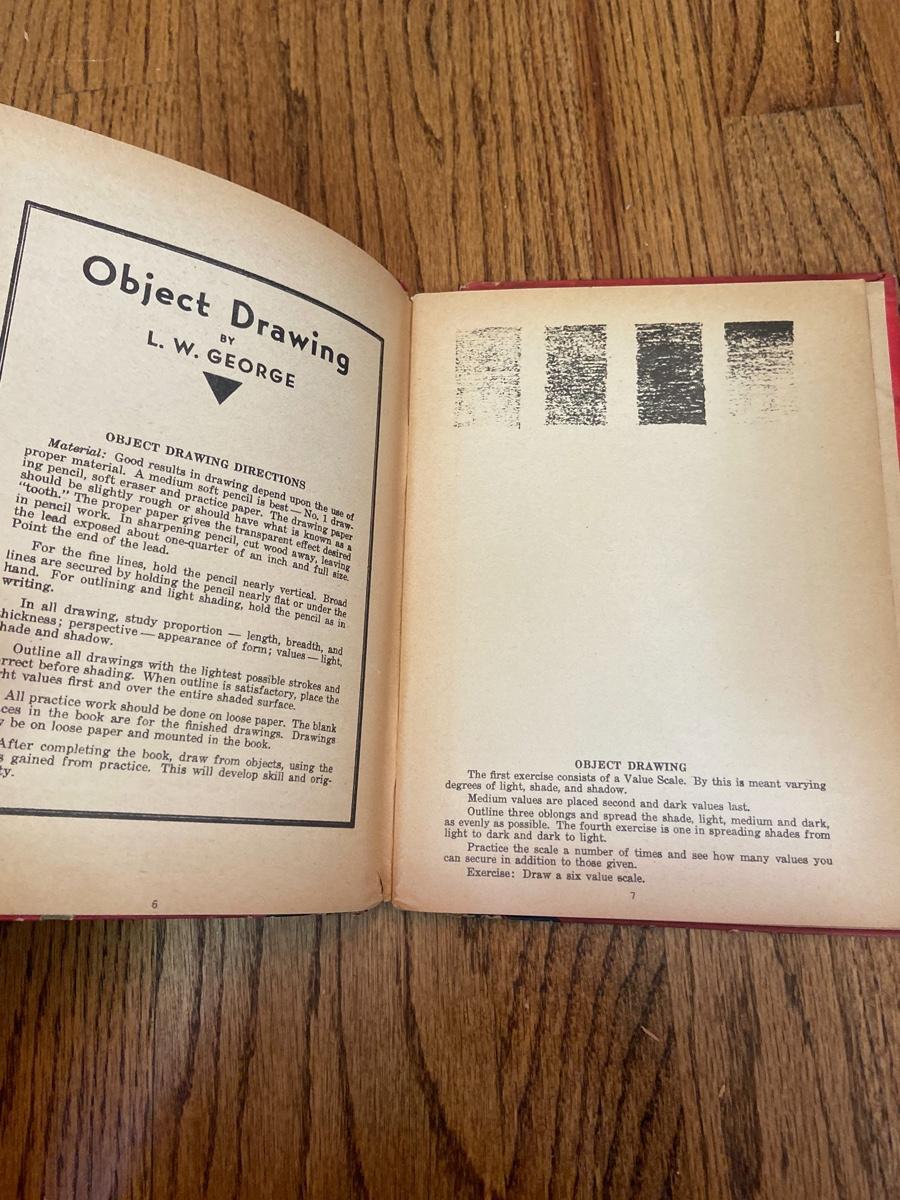 Object Drawing
BY
L. W. GEORGE
OBJECT DRAWING DIRECTIONS
Material: Good results in drawing depend upon the use of
proper material. A medium soft pencil is best — No. 1 draw-
ing pencil, soft eraser and practice paper. The drawing paper
should be slightly rough or should have what is known as a
"tooth." The proper paper gives the transparent effect desired
in pencil work. In sharpening pencil, cut wood away, leaving
the lead exposed about one-quarter of an inch and full size.
Point the end of the lead.
For the fine lines, hold the pencil nearly vertical. Broad
lines are secured by holding the pencil nearly flat or under the
hand. For outlining and light shading, hold the pencil as in
writing.
In all drawing, study proportion — length, breadth, and
thickness; perspective — appearance of form; values — light,
hade and shadow.
Outline all drawings with the lightest possible strokes and
rrect before shading. When outline is satisfactory, place the
ht values first and over the entire shaded surface.
All practice work should be done on loose paper. The blank
ces in the book are for the finished drawings. Drawings
y be on loose paper and mounted in the book.
After completing the book, draw from objects, using the
s gained from practice. This will develop skill and orig-
ty.
6
OBJECT DRAWING
The first exercise consists of a Value Scale. By this is meant varying
degrees of light, shade, and shadow.
Medium values are placed second and dark values last.
Outline three oblongs and spread the shade, light, medium and dark,
as evenly as possible. The fourth exercise is one in spreading shades from
light to dark and dark to light.
Practice the scale a number of times and see how many values you
can secure in addition to those given.
Exercise: Draw a six value scale.
7